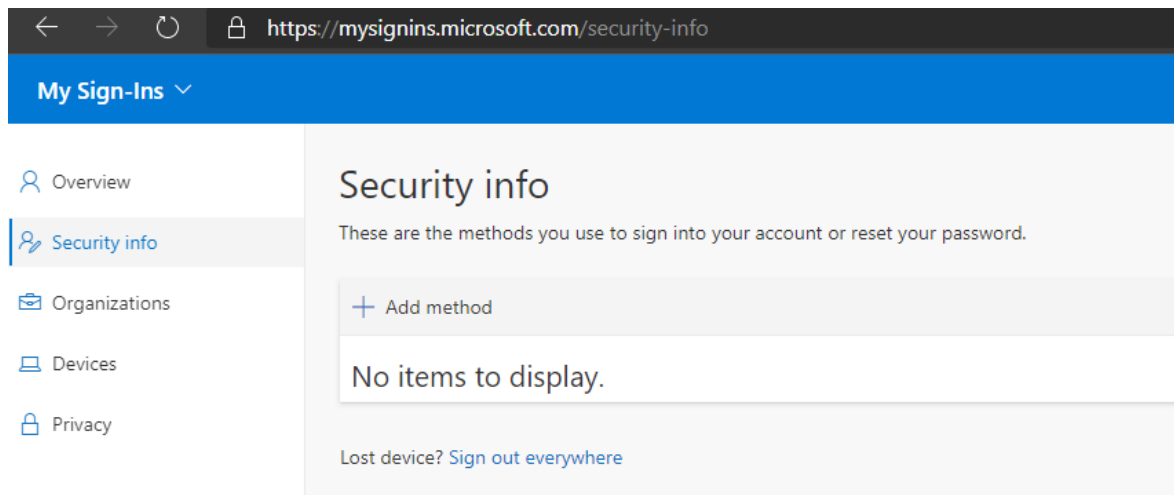 https://mysignins.microsoft.com/security-info
My Sign-Ins
Overview
Security info
Organizations
Devices
Privacy
Security info
These are the methods you use to sign into your account or reset your password.
Add method
No items to display.
Lost device? Sign out everywhere